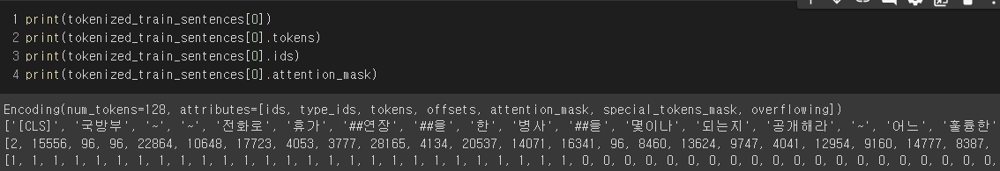 1 print(tokenized_train_sentences[0])
2 print(tokenized_train_sentences[0].tokens)
3 print(tokenized_train_sentences[0].ids)
4 print(tokenized_train_sentences[0].attention_mask)
Encoding(num_tokens=128, attributes=[ids, type_ids, tokens, offsets, attention_mask, special_tokens_mask, overflowing])
['[CLS]', '국방부', '~', '~', '전화로', '휴가', '##연장', '##을', '한', '병사', '##들', '몇이나', '되는지', '공개해라', '~', '어느', '훌륭한'
[2, 15556, 96, 96, 22864, 10648, 17723, 4053, 3777, 28165, 4134, 20537, 14071, 16341, 96, 8460, 13624, 9747, 4041, 12954, 9160, 14777, 8387,
[1, 1, 1, 1, 1, 1, 1, 1, 1, 1, 1, 1, 1, 1, 1, 1, 1, 1, 1, 1, 1, 1, 1, 1, 1, 1, 1, 0, 0, 0, 0, 0, 0, 0, 0, 0, 0, 0, 0, 0, 0, 0, 0, 0, 0, 0, 0